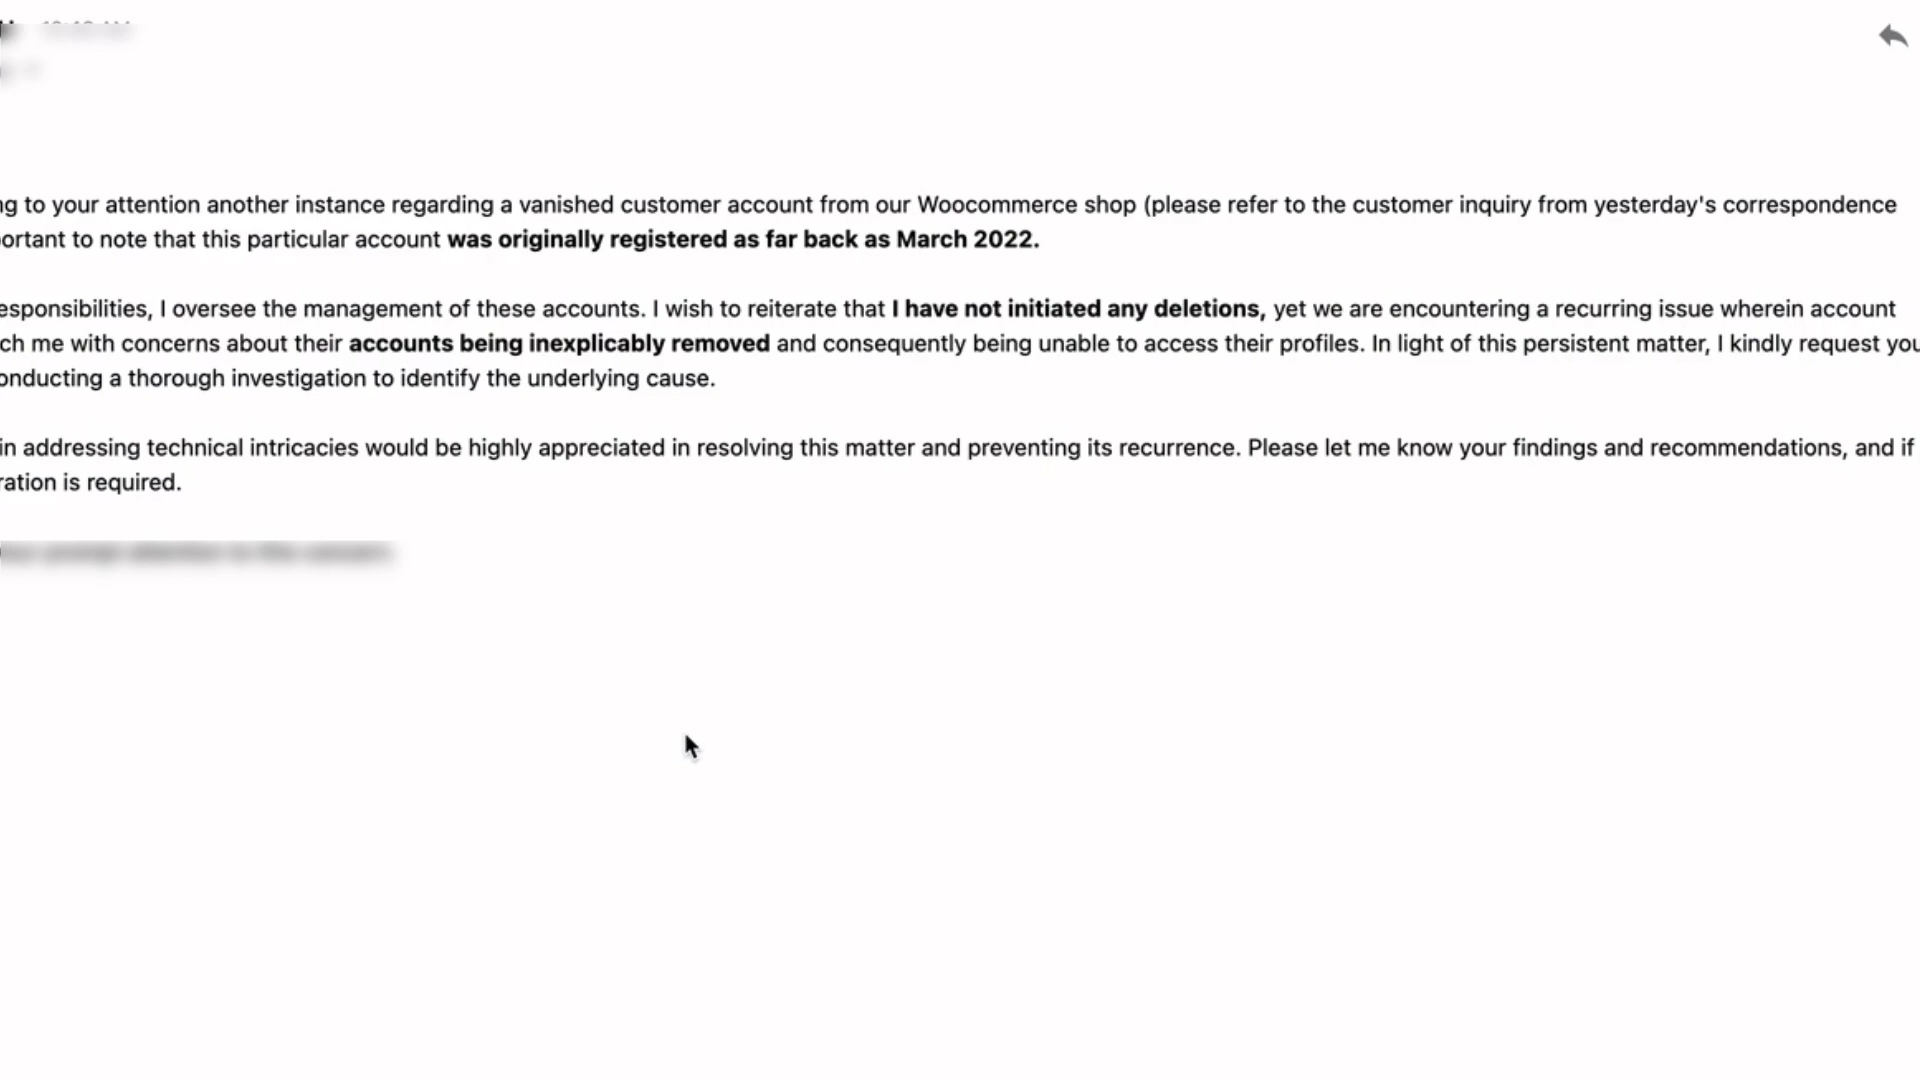 ng to your attention another instance regarding a vanished customer account from our Woocommerce shop (please refer to the customer inquiry from yesterday's correspondence
ortant to note that this particular account was originally registered as far back as March 2022.
esponsibilities, I oversee the management of these accounts. I wish to reiterate that I have not initiated any deletions, yet we are encountering a recurring issue wherein account
ch me with concerns about their accounts being inexplicably removed and consequently being unable to access their profiles. In light of this persistent matter, I kindly request you
onducting a thorough investigation to identify the underlying cause.
in addressing technical intricacies would be highly appreciated in resolving this matter and preventing its recurrence. Please let me know your findings and recommendations, and if
ration is required.